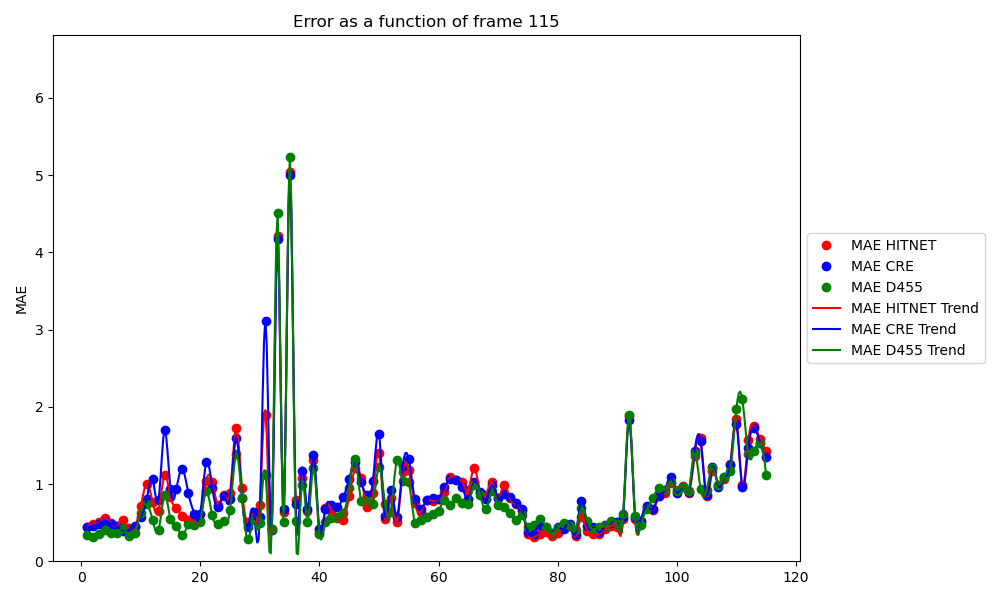 Error as a function of frame 115
MAE
6
5
4
3
2
1
0
0 20 40 60 80 100 120
MAE HITNET
MAE CRE
MAE D455
MAE HITNET Trend
MAE CRE Trend
MAE D455 Trend